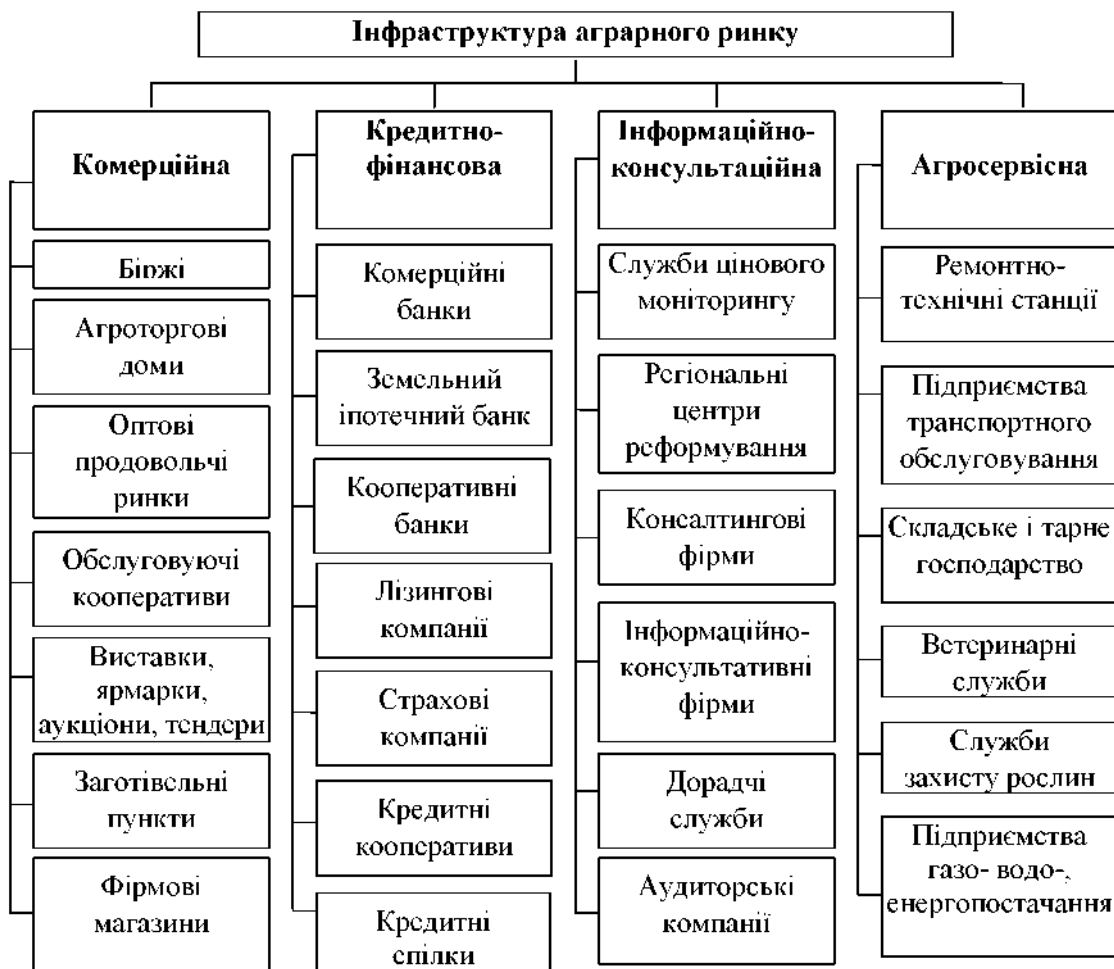 Інфраструктура аграрного ринку
Комерційна
Біржі
Агроторгові
доми
Оптові
продовольчі
ринки
Обслуговуючі
кооперативи
Виставки,
ярмарки,
аукціони, тендери
Заготівельні
пункти
Фірмові
магазини
Кредитно-
фінансова
Комерційні
банки
Земельний
іпотечний банк
Кооперативні
банки
Лізингові
компанії
Страхові
компанії
Кредитні
кооперативи
Кредитні
спілки
Інформаційно-
консультаційна
Служби цінового
моніторингу
Регіональні
центри
реформування
Консалтингові
фірми
Інформаційно-
консультативні
фірми
Дорадчі
служби
Аудиторські
компанії
Агросервісна
Ремонтно-
технічні станції
Підприємства
транспортного
обслуговування
Складське і тарне
господарство
Ветеринарні
служби
Служби
захисту рослин
Підприємства
газо- водо-,
енергопостачання